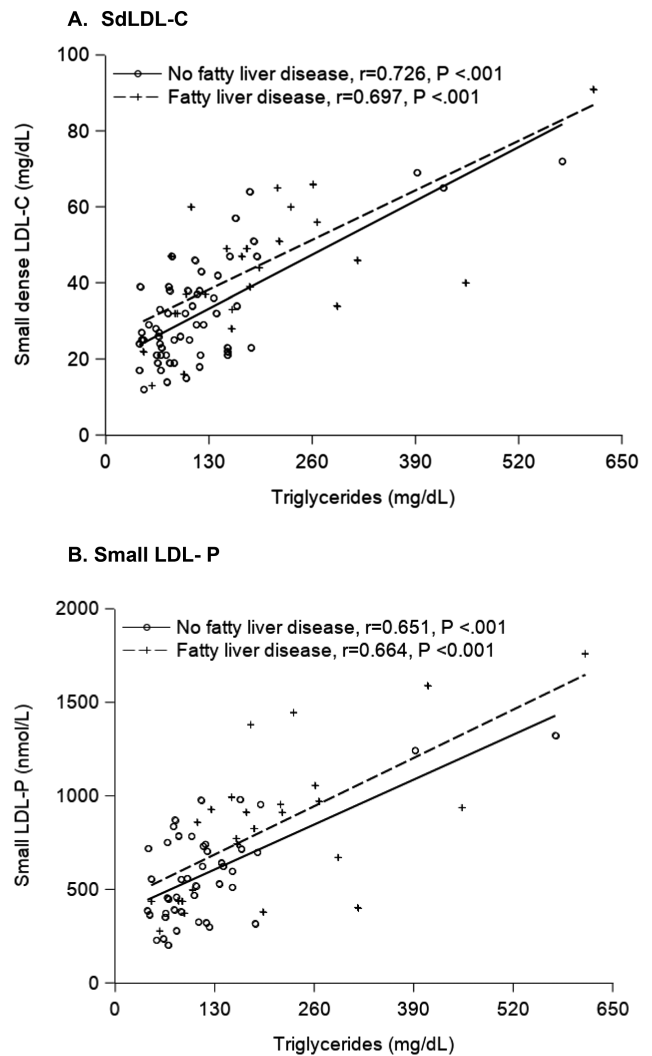 A. SdLDL-C
100
No fatty liver disease, r=0.726, P <.001
Fatty liver disease, r=0.697, P <.001
80
60
40
20
0
Small dense LDL-C (mg/dL)
0 130 260 390 520 650
Triglycerides (mg/dL)
B. Small LDL- P
2000
No fatty liver disease, r=0.651, P <.001
Fatty liver disease, r=0.664, P <0.001
1500
1000
500
0
Small LDL-P (nmol/L)
0 130 260 390 520 650
Triglycerides (mg/dL)